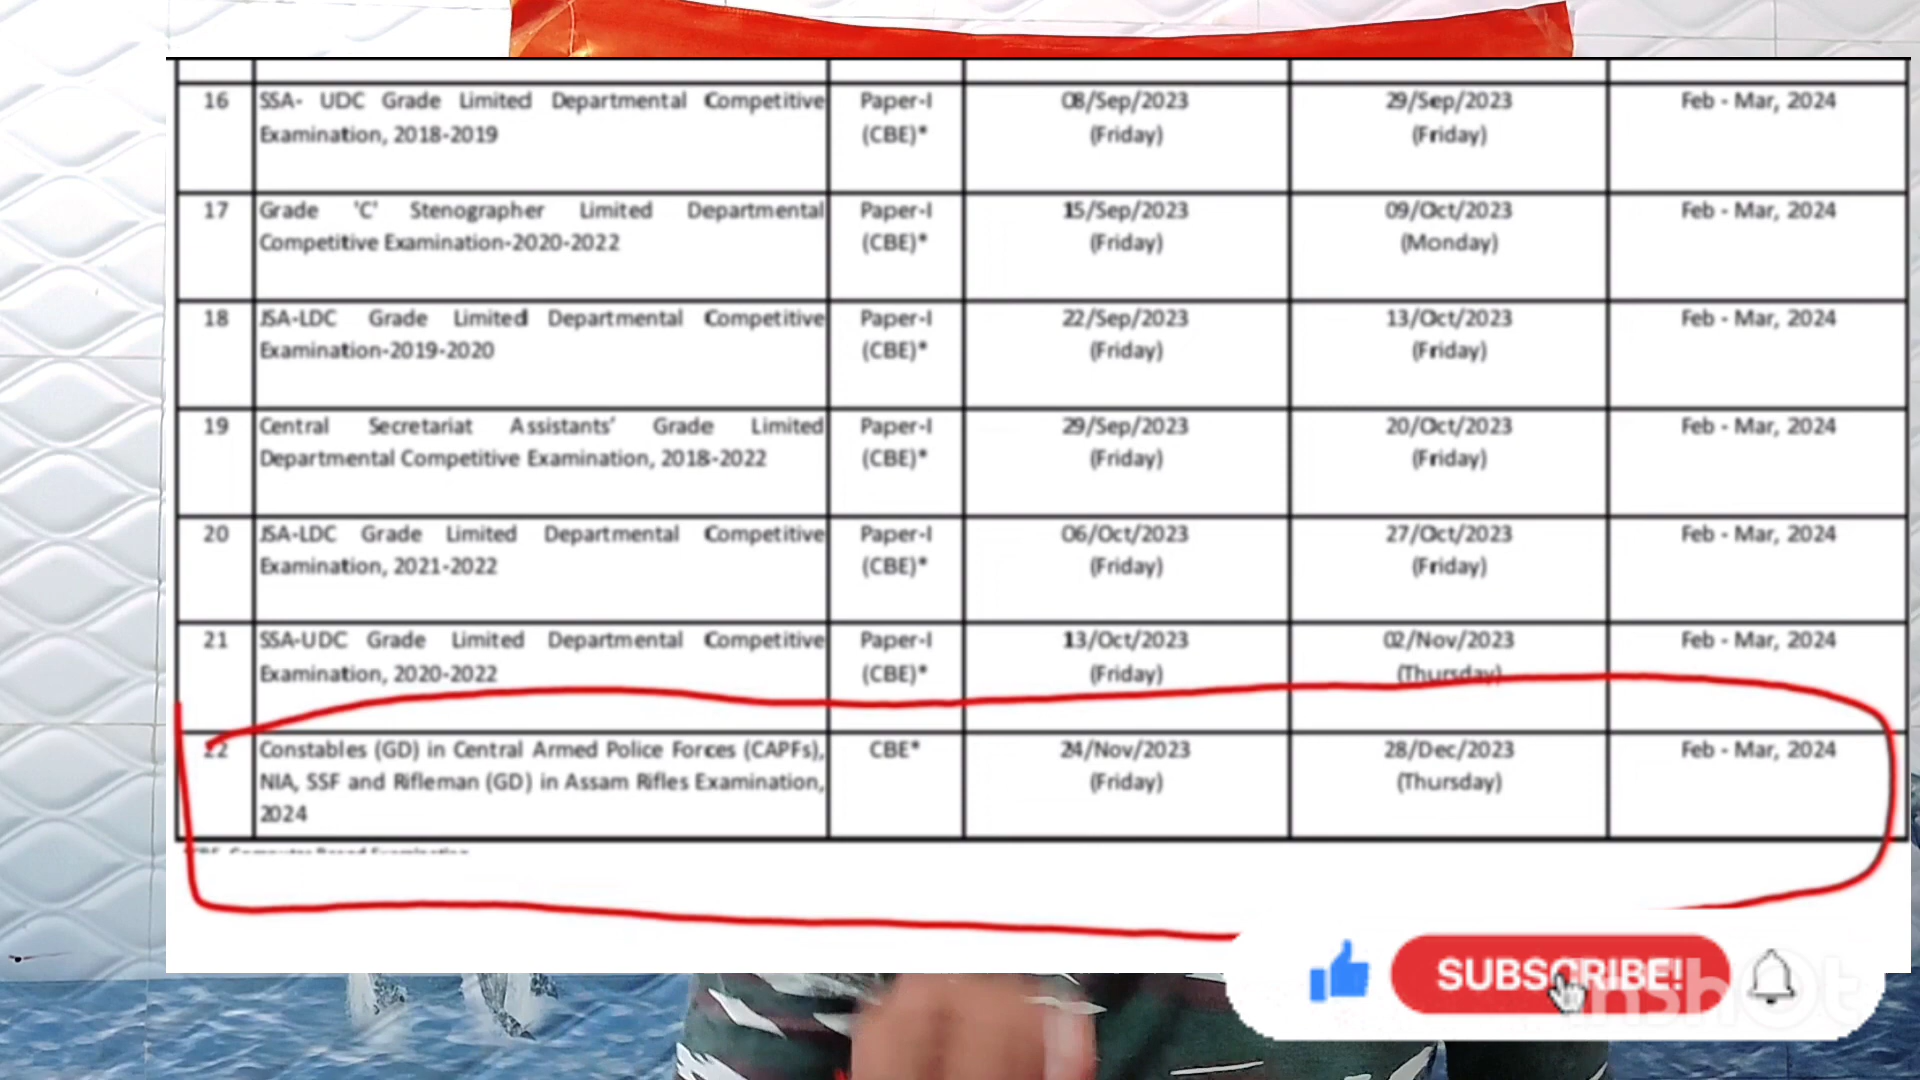 16 SSA- UDC Grade Limited Departmental Competitive Paper-I 08/Sep/2023 29/Sep/2023 Feb - Mar, 2024
Examination, 2018-2019 (CBE)* (Friday) (Friday)
17 Grade 'C' Stenographer Limited Departmental Paper-I 15/Sep/2023 09/Oct/2023 Feb - Mar, 2024
Competitive Examination-2020-2022 (CBE)* (Friday) (Monday)
18 JSA-LDC Grade Limited Departmental Competitive Paper-I 22/Sep/2023 13/Oct/2023 Feb - Mar, 2024
Examination-2019-2020 (CBE)* (Friday) (Friday)
19 Central Secretariat Assistants' Grade Limited Paper-I 29/Sep/2023 20/Oct/2023 Feb - Mar, 2024
Departmental Competitive Examination, 2018-2022 (CBE)* (Friday) (Friday)
20 JSA-LDC Grade Limited Departmental Competitive Paper-I 06/Oct/2023 27/Oct/2023 Feb - Mar, 2024
Examination, 2021-2022 (CBE)* (Friday) (Friday)
21 SSA-UDC Grade Limited Departmental Competitive Paper-I 13/Oct/2023 02/Nov/2023 Feb - Mar, 2024
Examination, 2020-2022 (CBE)* (Friday) (Thursday)
22 Constables (GD) in Central Armed Police Forces (CAPFs), CBE* 24/Nov/2023 28/Dec/2023 Feb - Mar, 2024
NIA, SSF and Rifleman (GD) in Assam Rifles Examination, (Friday) (Thursday)
2024
SUBSCRIBE!
InShOt